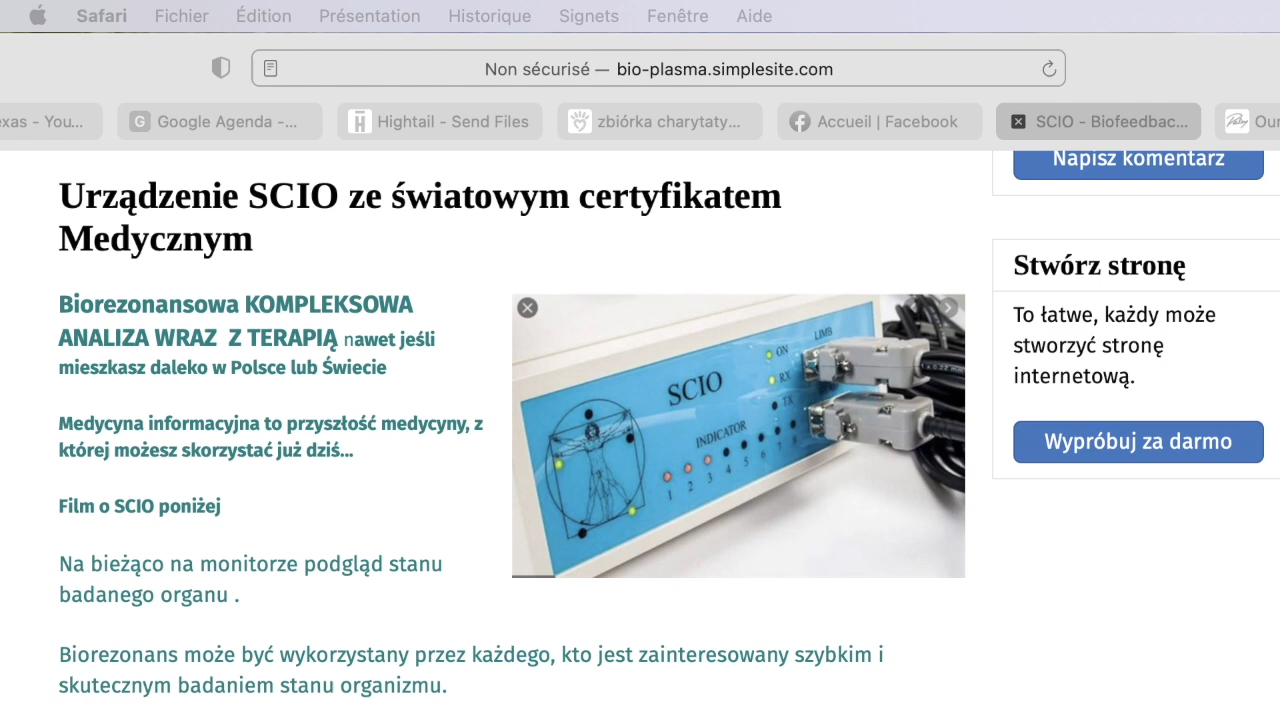 Safari Fichier Édition Présentation Historique Signets Fenêtre Aide
Non sécurisé — bio-plasma.simplesite.com
exas - You...
G Google Agenda -...
Hightail - Send Files
zbiórka charytaty...
Accueil | Facebook
SCIO - Biofeedbac...
Our
Urządzenie SCIO ze światowym certyfikatem
Medycznym
Biorezonansowa KOMPLEKSOWA
ANALIZA WRAZ Z TERAPIĄ nawet jeśli
mieszkasz daleko w Polsce lub Świecie
Medycyna informacyjna to przyszłość medycyny, z
której możesz skorzystać już dziś...
Film o SCIO poniżej
Na bieżąco na monitorze podgląd stanu
badanego organu .
SCIO
LIMB
ON
RX
TX
INDICATOR
1 2 3 4 5 6 7 8
Biorezonans może być wykorzystany przez każdego, kto jest zainteresowany szybkim i
skutecznym badaniem stanu organizmu.
Napisz komentarz
Stwórz stronę
To łatwe, każdy może
stworzyć stronę
internetową.
Wypróbuj za darmo